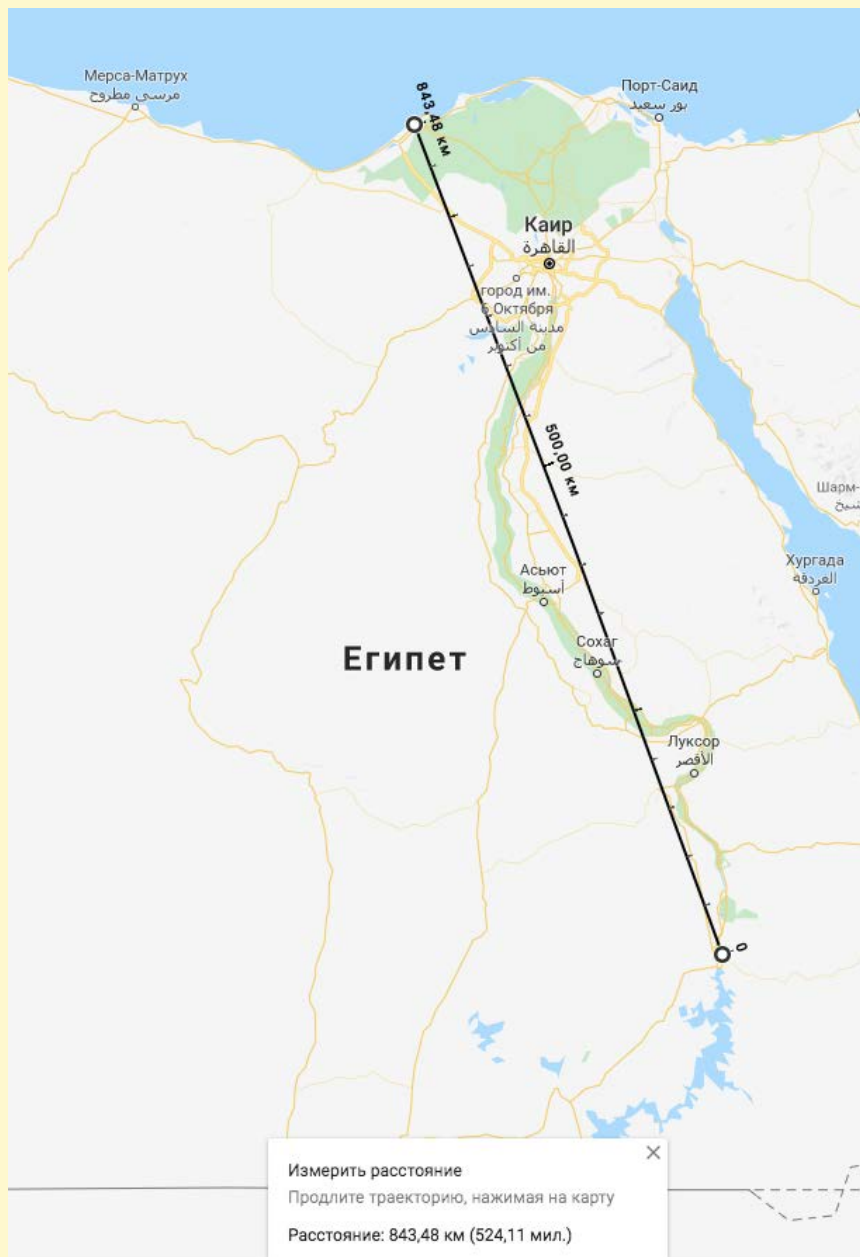 Мерса-Матрух
مرسى مطروح
843,48 км
Порт-Саид
بور سعيد
Каир
القاهرة
город им.
6 Октября
مدينة السادس
من أكتوبر
500,00 км
Шарм-
شيخ
Хургада
الغردقة
Асьют
أسيوط
Сохаг
سوهاج
Египет
Луксор
الأقصر
0
Измерить расстояние
Продлите траекторию, нажимая на карту
Расстояние: 843,48 км (524,11 мил.)